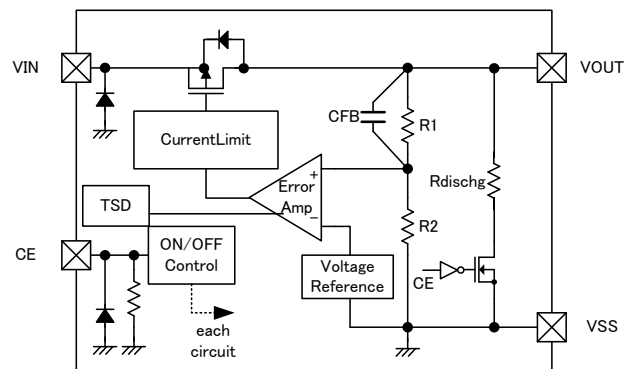 VIN
VOUT
CFB
R1
CurrentLimit
Error
Amp
+
-
Rdischg
TSD
R2
CE
ON/OFF
Control
Voltage
Reference
CE
VSS
each
circuit